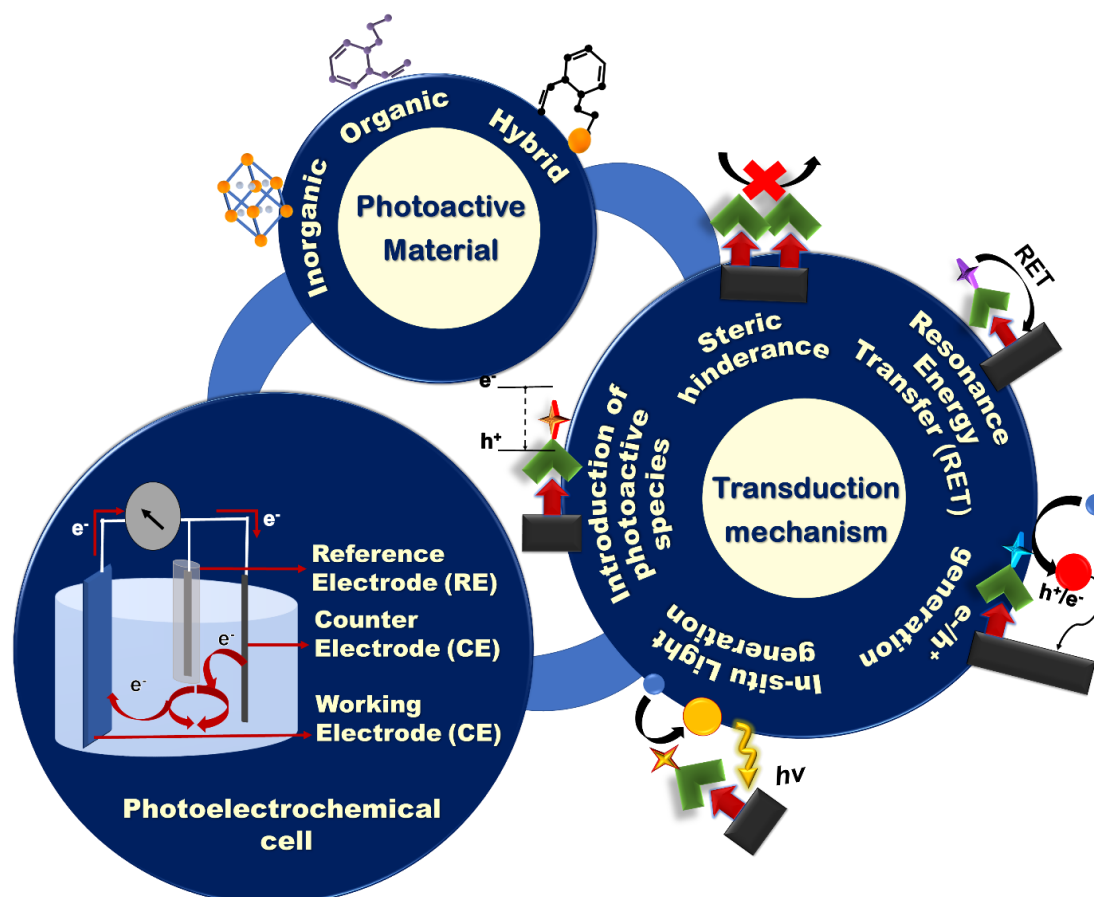 Inorganic
Organic
Hybrid
Photoactive
Material
Steric
hinderance
RET
Resonance
Energy
Transfer (RET)
e-
h+
Introduction of
photoactive
species
Transduction
mechanism
e-/h+
generation
h+/e-
In-situ Light
generation
hν
e-
e-
Reference
Electrode (RE)
Counter
Electrode (CE)
e-
e-
Working
Electrode (CE)
Photoelectrochemical
cell